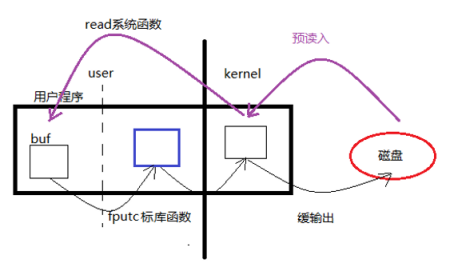 read系统函数
预读入
user
kernel
用户程序
buf
磁盘
fputc标库函数
缓输出